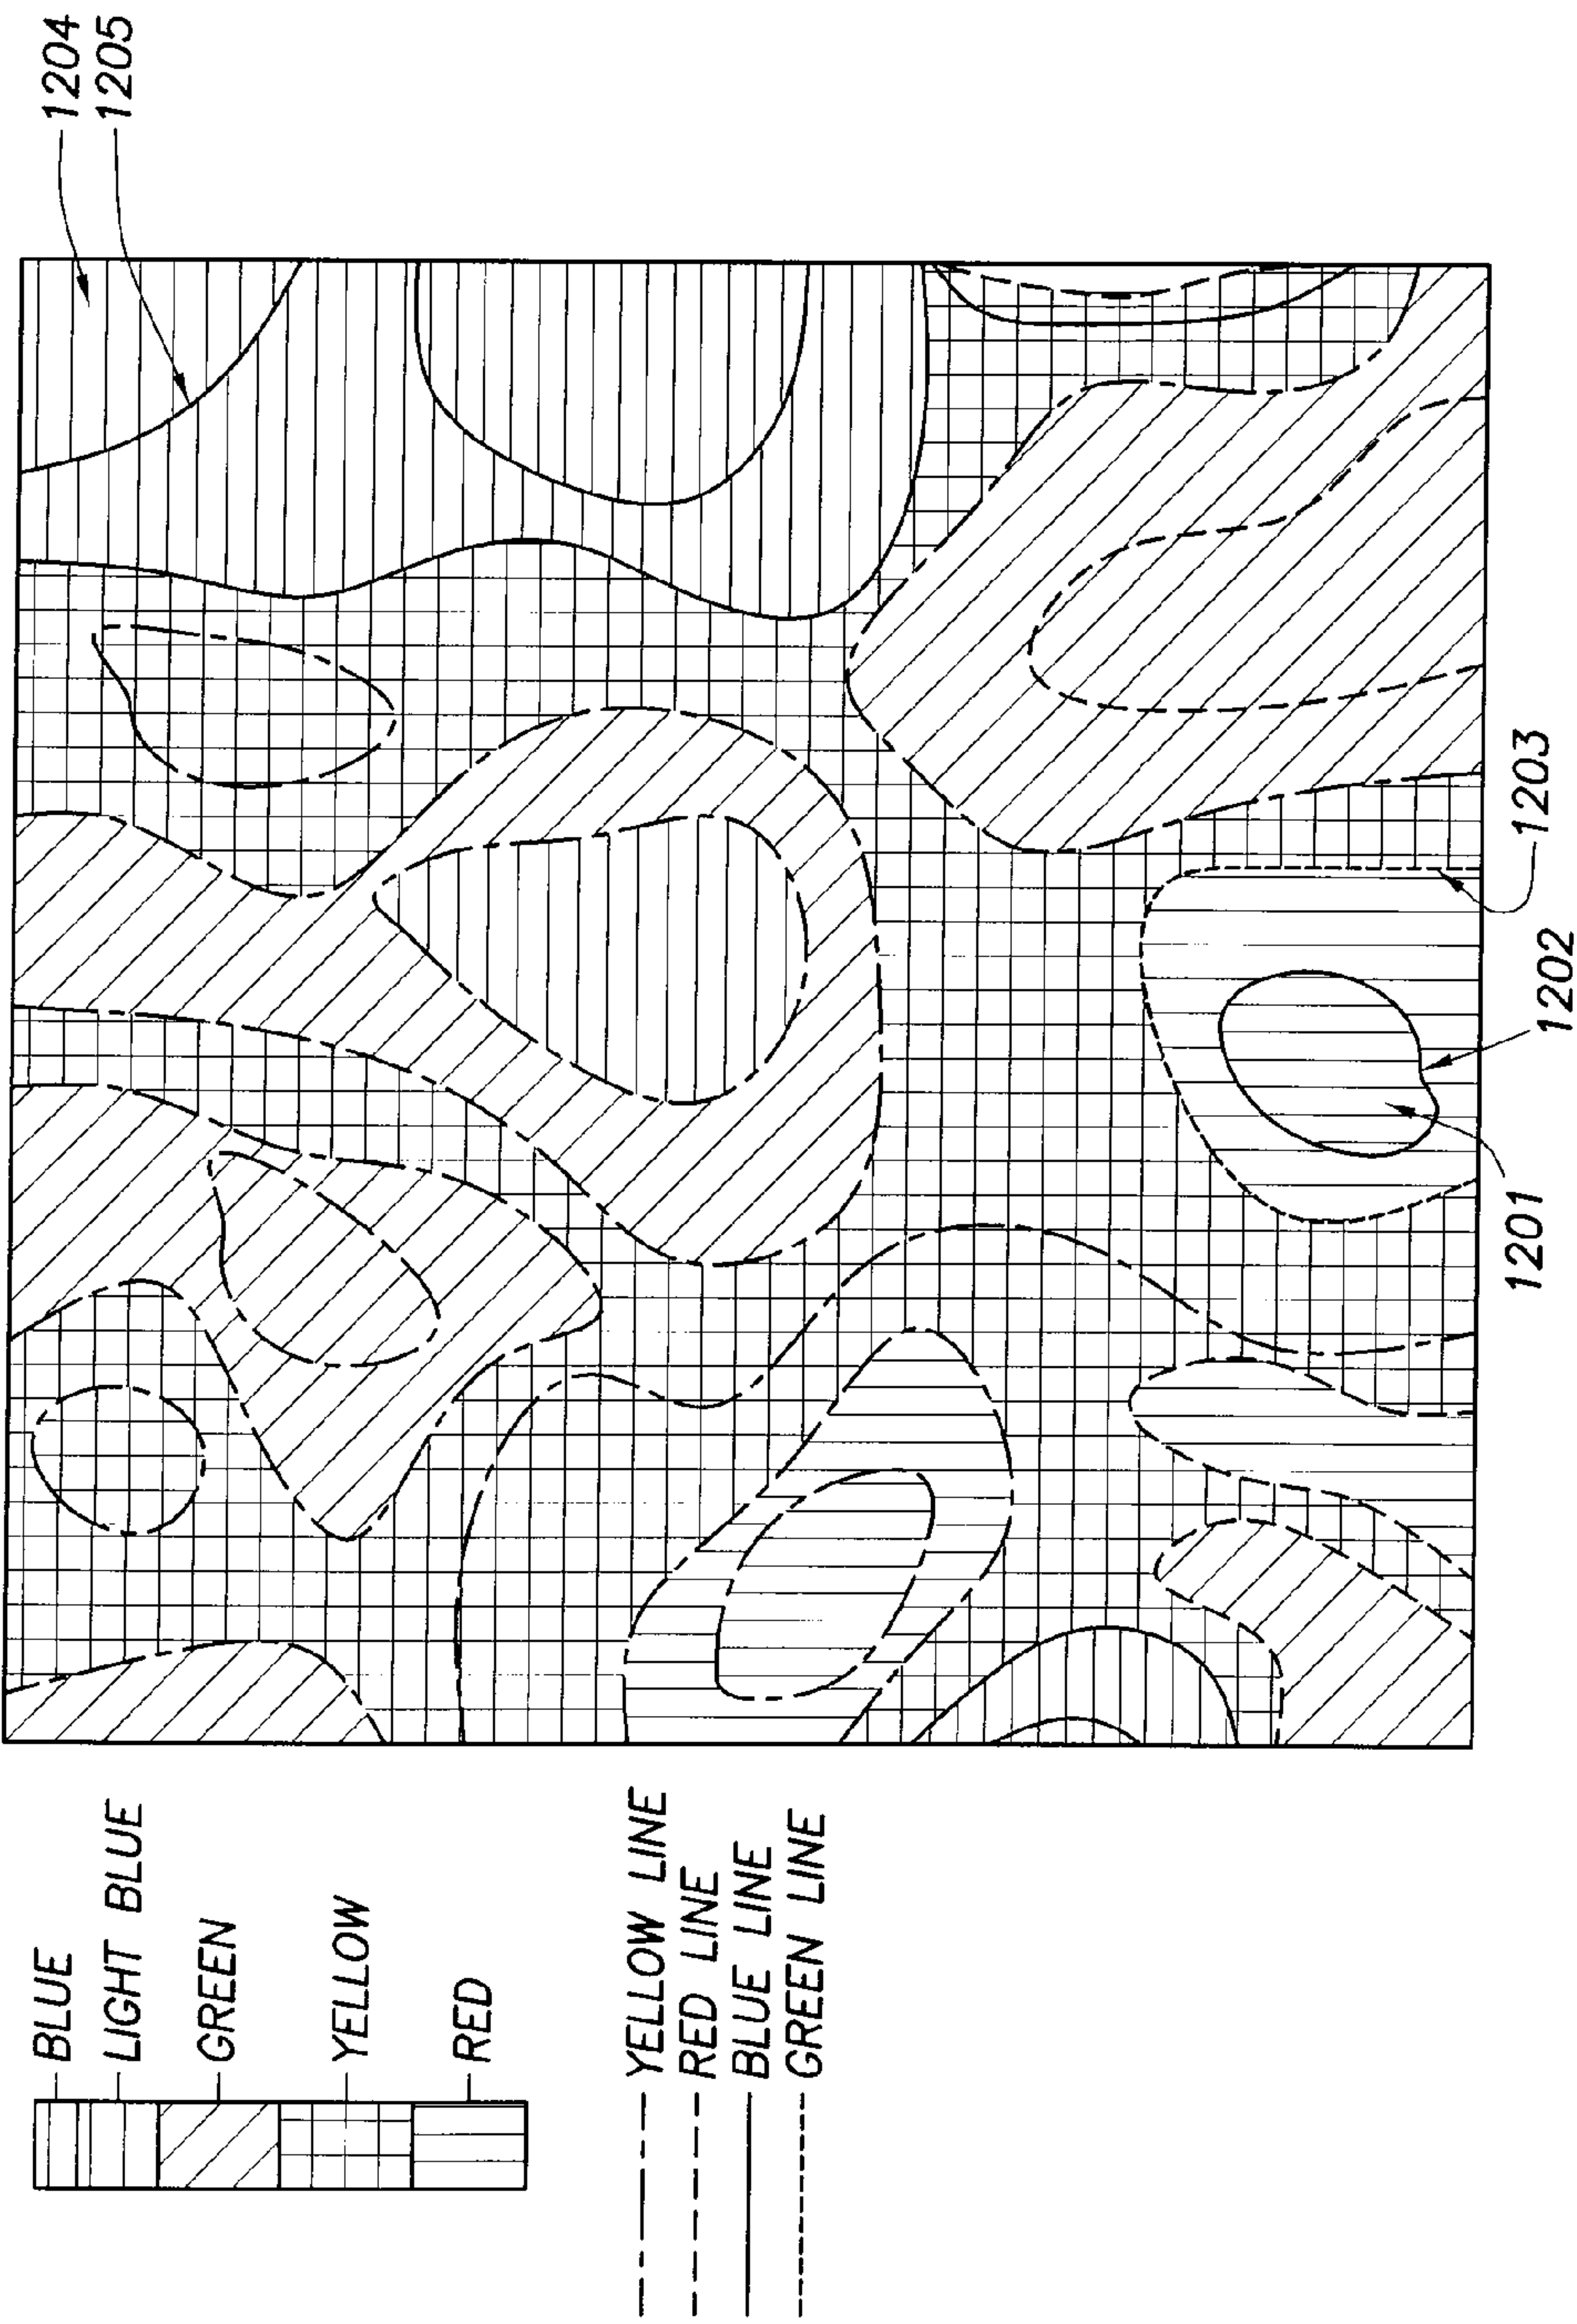 BLUE
LIGHT BLUE
GREEN
YELLOW
RED
YELLOW LINE
RED LINE
BLUE LINE
GREEN LINE
1201
1202
1203
1204
1205